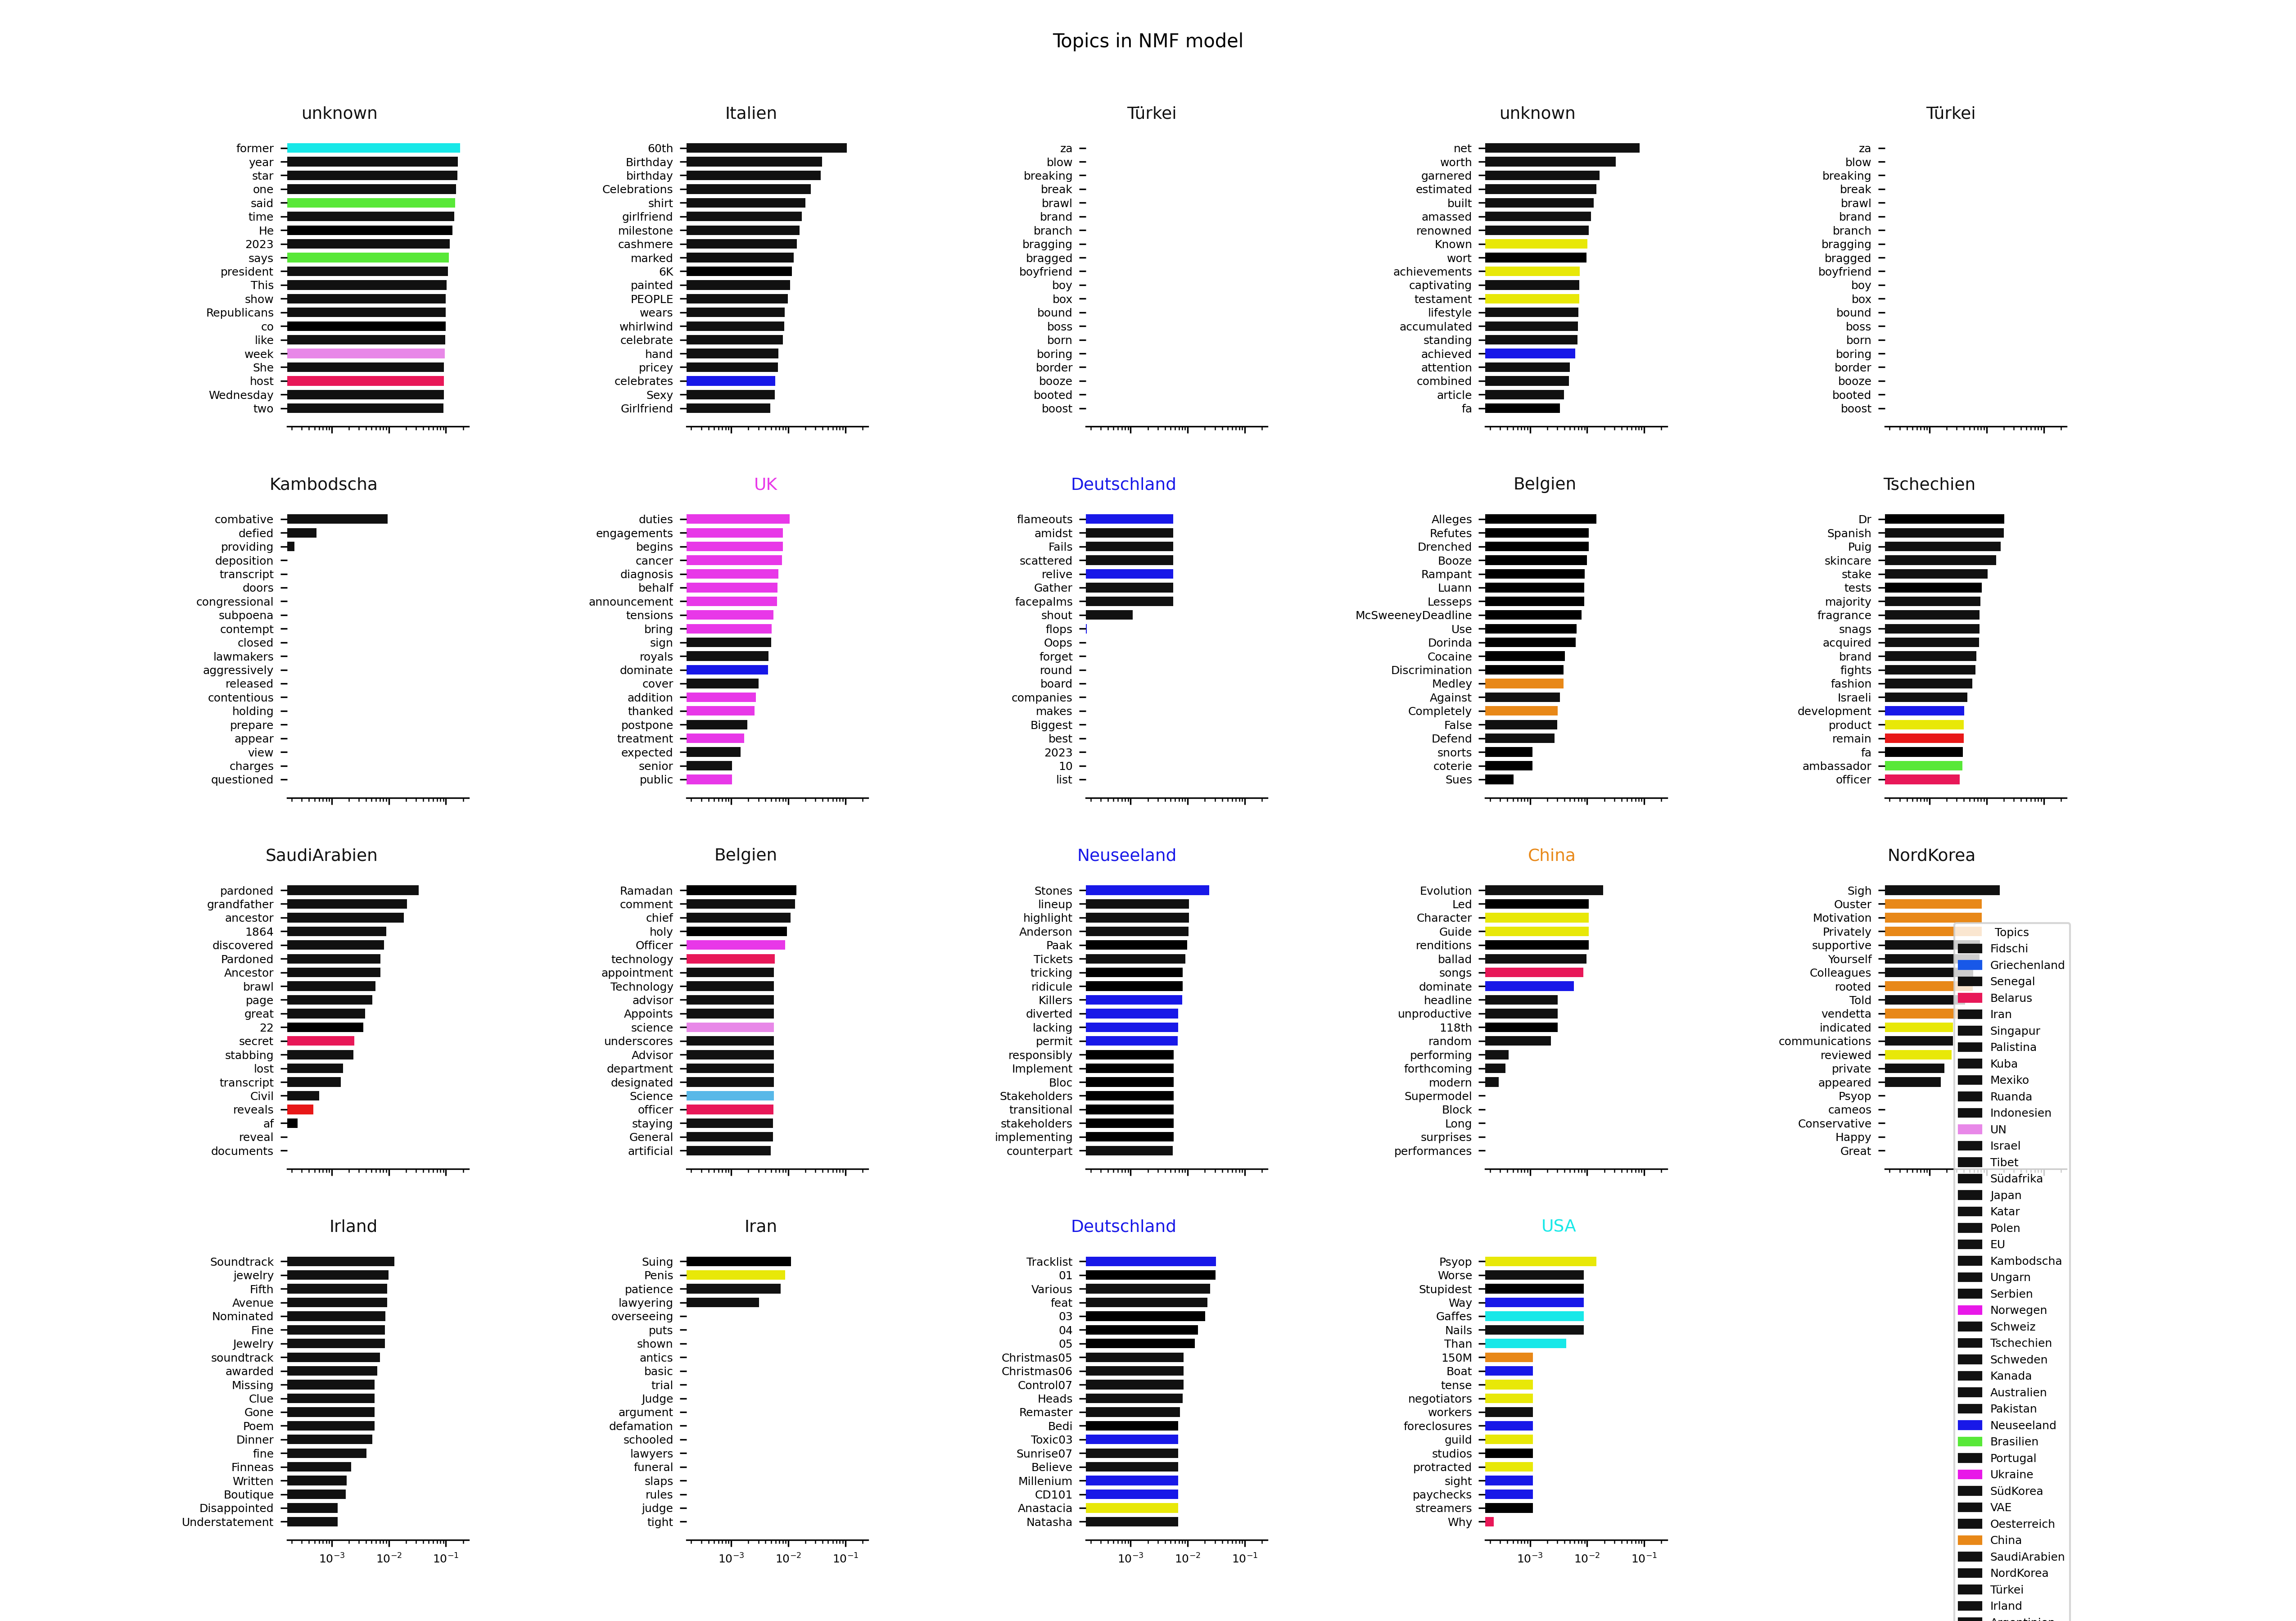 Topics in NMF model
unknown
former
year
star
one
said
time
He
2023
says
president
This
show
Republicans
co
like
week
She
host
Wednesday
two
Italien
60th
Birthday
birthday
Celebrations
shirt
girlfriend
milestone
cashmere
marked
6K
painted
PEOPLE
wears
whirlwind
celebrate
hand
pricey
celebrates
Sexy
Girlfriend
Türkei
za
blow
breaking
break
brawl
brand
branch
bragging
bragged
boyfriend
boy
box
bound
boss
born
boring
border
booze
booted
boost
unknown
net
worth
garnered
estimated
built
amassed
renowned
Known
wort
achievements
captivating
testament
lifestyle
accumulated
standing
achieved
attention
combined
article
fa
Türkei
za
blow
breaking
break
brawl
brand
branch
bragging
bragged
boyfriend
boy
box
bound
boss
born
boring
border
booze
booted
boost
Kambodscha
combative
defied
providing
deposition
transcript
doors
congressional
subpoena
contempt
closed
lawmakers
aggressively
released
contentious
holding
prepare
appear
view
charges
questioned
UK
duties
engagements
begins
cancer
diagnosis
behalf
announcement
tensions
bring
sign
royals
dominate
cover
addition
thanked
postpone
treatment
expected
senior
public
Deutschland
flameouts
amidst
Fails
scattered
relive
Gather
facepalms
shout
flops
Oops
forget
round
board
companies
makes
Biggest
best
2023
10
list
Belgien
Alleges
Refutes
Drenched
Booze
Rampant
Luann
Lesseps
McSweeneyDeadline
Use
Dorinda
Cocaine
Discrimination
Medley
Against
Completely
False
Defend
snorts
coterie
Sues
Tschechien
Dr
Spanish
Puig
skincare
stake
tests
majority
fragrance
snags
acquired
brand
fights
fashion
Israeli
development
product
remain
fa
ambassador
officer
SaudiArabien
pardoned
grandfather
ancestor
1864
discovered
Pardoned
Ancestor
brawl
page
great
22
secret
stabbing
lost
transcript
Civil
reveals
af
reveal
documents
Belgien
Ramadan
comment
chief
holy
Officer
technology
appointment
Technology
advisor
Appoints
science
underscores
Advisor
department
designated
Science
officer
staying
General
artificial
Neuseeland
Stones
lineup
highlight
Anderson
Paak
Tickets
tricking
ridicule
Killers
diverted
lacking
permit
responsibly
Implement
Bloc
Stakeholders
transitional
stakeholders
implementing
counterpart
China
Evolution
Led
Character
Guide
renditions
ballad
songs
dominate
headline
unproductive
118th
random
performing
forthcoming
modern
Supermodel
Block
Long
surprises
performances
NordKorea
Sigh
Ouster
Motivation
Privately
supportive
Yourself
Colleagues
rooted
Told
vendetta
indicated
communications
reviewed
private
appeared
Psyop
cameos
Conservative
Happy
Great
Irland
Soundtrack
jewelry
Fifth
Avenue
Nominated
Fine
Jewelry
soundtrack
awarded
Missing
Clue
Gone
Poem
Dinner
fine
Finneas
Written
Boutique
Disappointed
Understatement
10⁻³ 10⁻² 10⁻¹
Iran
Suing
Penis
patience
lawyering
overseeing
puts
shown
antics
basic
trial
Judge
argument
defamation
schooled
lawyers
funeral
slaps
rules
judge
tight
10⁻³ 10⁻² 10⁻¹
Deutschland
Tracklist
01
Various
feat
03
04
05
Christmas05
Christmas06
Control07
Heads
Remaster
Bedi
Toxic03
Sunrise07
Believe
Millenium
CD101
Anastacia
Natasha
10⁻³ 10⁻² 10⁻¹
USA
Psyop
Worse
Stupidest
Way
Gaffes
Nails
Than
150M
Boat
tense
negotiators
workers
foreclosures
guild
studios
protracted
sight
paychecks
streamers
Why
10⁻³ 10⁻² 10⁻¹
Topics
Fidschi
Griechenland
Senegal
Belarus
Iran
Singapur
Palistina
Kuba
Mexiko
Ruanda
Indonesien
UN
Israel
Tibet
Südafrika
Japan
Katar
Polen
EU
Kambodscha
Ungarn
Serbien
Norwegen
Schweiz
Tschechien
Schweden
Kanada
Australien
Pakistan
Neuseeland
Brasilien
Portugal
Ukraine
SüdKorea
VAE
Oesterreich
China
SaudiArabien
NordKorea
Türkei
Irland